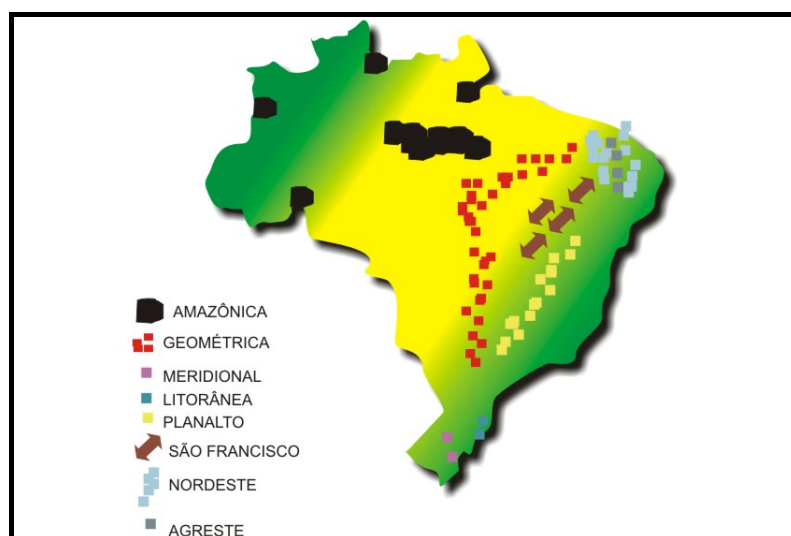 AMAZÔNICA
GEOMÉTRICA
MERIDIONAL
LITORÂNEA
PLANALTO
SÃO FRANCISCO
NORDESTE
AGRESTE